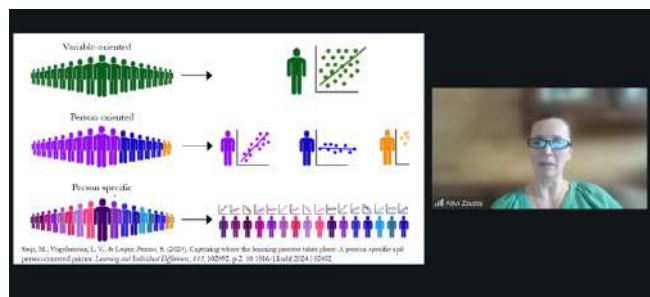 Variable-oriented
Person-oriented
Person specific
Saqr, M., Vogelsmeier, L. V., & Lopez-Pernas, S. (2024). Capturing where the learning process takes place: A person-specific and
person-centered primer. Learning and Individual Differences, 113, 102492, p.2. 10.1016/j.lindif.2024.102492.